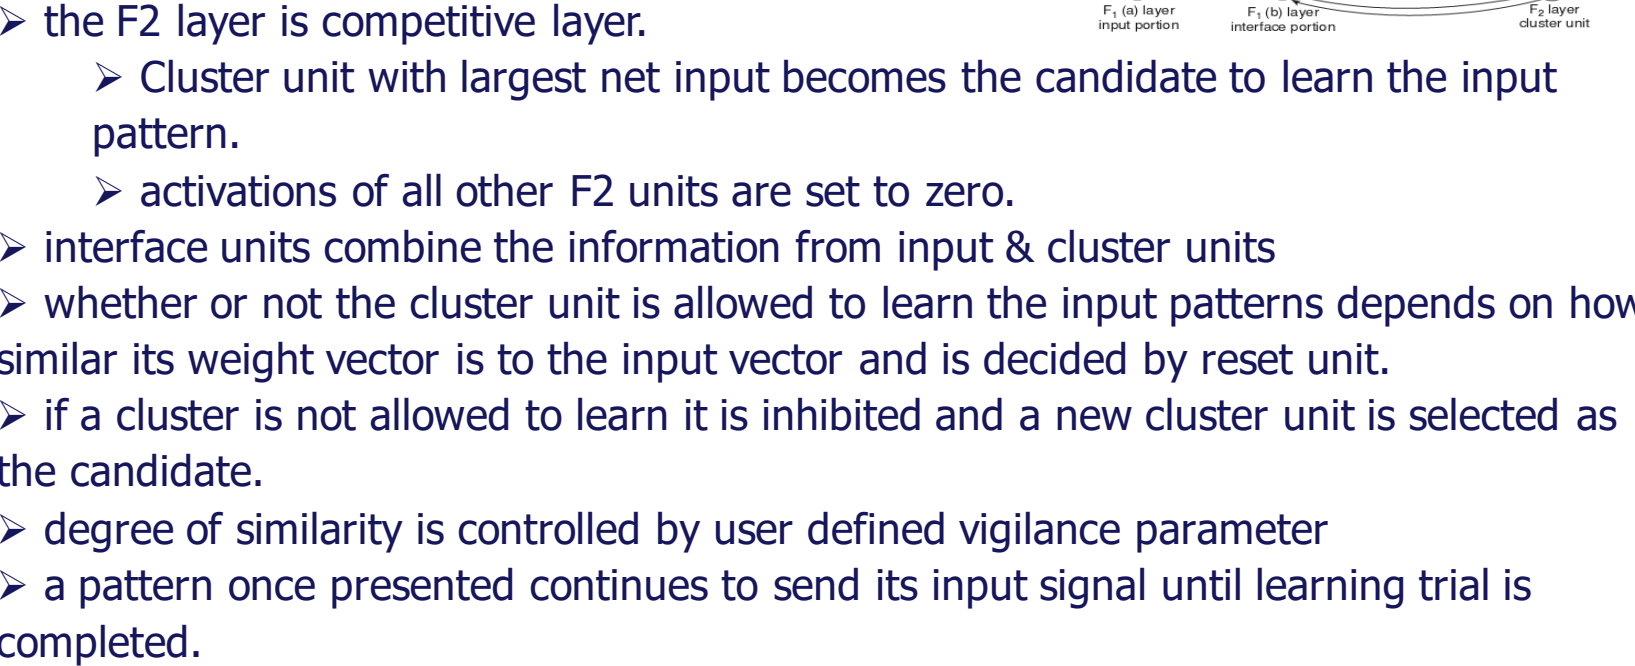 F₁ (a) layer
input portion
F₁ (b) layer
interface portion
F₂ layer
cluster unit
➢ the F2 layer is competitive layer.
➢ Cluster unit with largest net input becomes the candidate to learn the input
pattern.
➢ activations of all other F2 units are set to zero.
➢ interface units combine the information from input & cluster units
➢ whether or not the cluster unit is allowed to learn the input patterns depends on how
similar its weight vector is to the input vector and is decided by reset unit.
➢ if a cluster is not allowed to learn it is inhibited and a new cluster unit is selected as
the candidate.
➢ degree of similarity is controlled by user defined vigilance parameter
➢ a pattern once presented continues to send its input signal until learning trial is
completed.